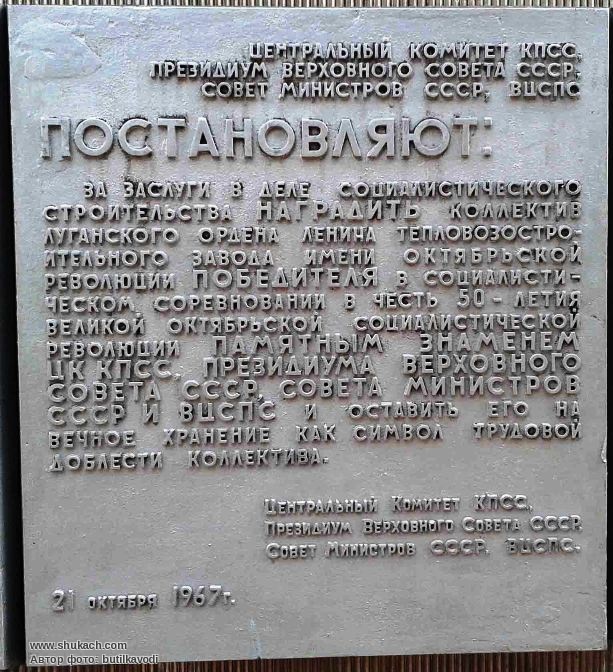 ЦЕНТРАЛЬНЫЙ КОМИТЕТ КПСС,
ПРЕЗИДИУМ ВЕРХОВНОГО СОВЕТА СССР,
СОВЕТ МИНИСТРОВ СССР, ВЦСПС
ПОСТАНОВЛЯЮТ:
ЗА ЗАСЛУГИ В ДЕЛЕ СОЦИАЛИСТИЧЕСКОГО
СТРОИТЕЛЬСТВА НАГРАДИТЬ КОЛЛЕКТИВ
ЛУГАНСКОГО ОРДЕНА ЛЕНИНА ТЕПЛОВОЗОСТРО-
ИТЕЛЬНОГО ЗАВОДА ИМЕНИ ОКТЯБРЬСКОЙ
РЕВОЛЮЦИИ ПОБЕДИТЕЛЯ В СОЦИАЛИСТИ-
ЧЕСКОМ СОРЕВНОВАНИИ В ЧЕСТЬ 50-ЛЕТИЯ
ВЕЛИКОЙ ОКТЯБРЬСКОЙ СОЦИАЛИСТИЧЕСКОЙ
РЕВОЛЮЦИИ ПАМЯТНЫМ ЗНАМЕНЕМ
ЦК КПСС, ПРЕЗИДИУМА ВЕРХОВНОГО
СОВЕТА СССР, СОВЕТА МИНИСТРОВ
СССР И ВЦСПС И ОСТАВИТЬ ЕГО НА
ВЕЧНОЕ ХРАНЕНИЕ КАК СИМВОЛ ТРУДОВОЙ
ДОБЛЕСТИ КОЛЛЕКТИВА.
ЦЕНТРАЛЬНЫЙ КОМИТЕТ КПСС,
ПРЕЗИДИУМ ВЕРХОВНОГО СОВЕТА СССР,
СОВЕТ МИНИСТРОВ СССР, ВЦСПС.
21 ОКТЯБРЯ 1967г.
www.shukach.com
Автор фото: butilkavodi